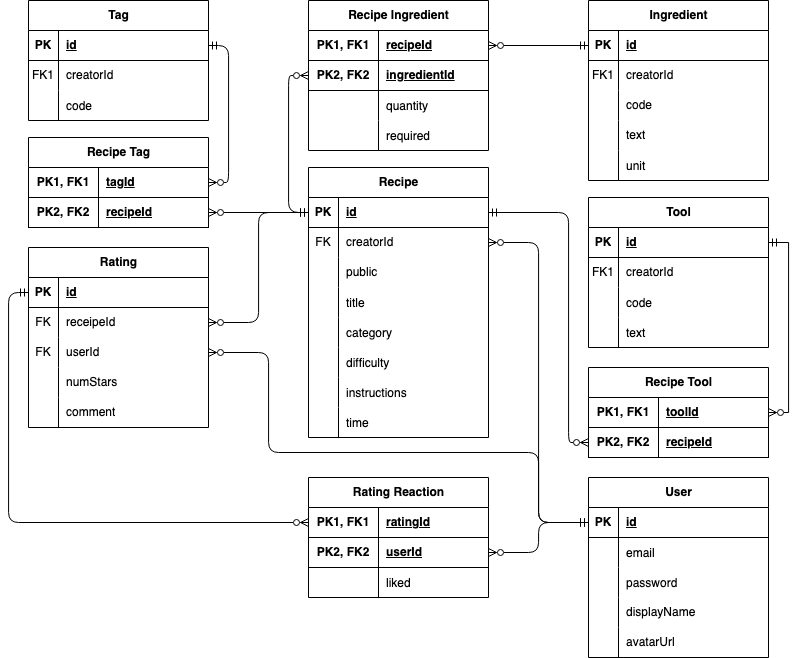 Tag
PK id
FK1 creatorId
code
Recipe Tag
PK1, FK1 tagId
PK2, FK2 recipeId
Rating
PK id
FK receipeId
FK userId
numStars
comment
Recipe Ingredient
PK1, FK1 recipeId
PK2, FK2 ingredientId
quantity
required
Recipe
PK id
FK creatorId
public
title
category
difficulty
instructions
time
Rating Reaction
PK1, FK1 ratingId
PK2, FK2 userId
liked
Ingredient
PK id
FK1 creatorId
code
text
unit
Tool
PK id
FK1 creatorId
code
text
Recipe Tool
PK1, FK1 toolId
PK2, FK2 recipeId
User
PK id
email
password
displayName
avatarUrl